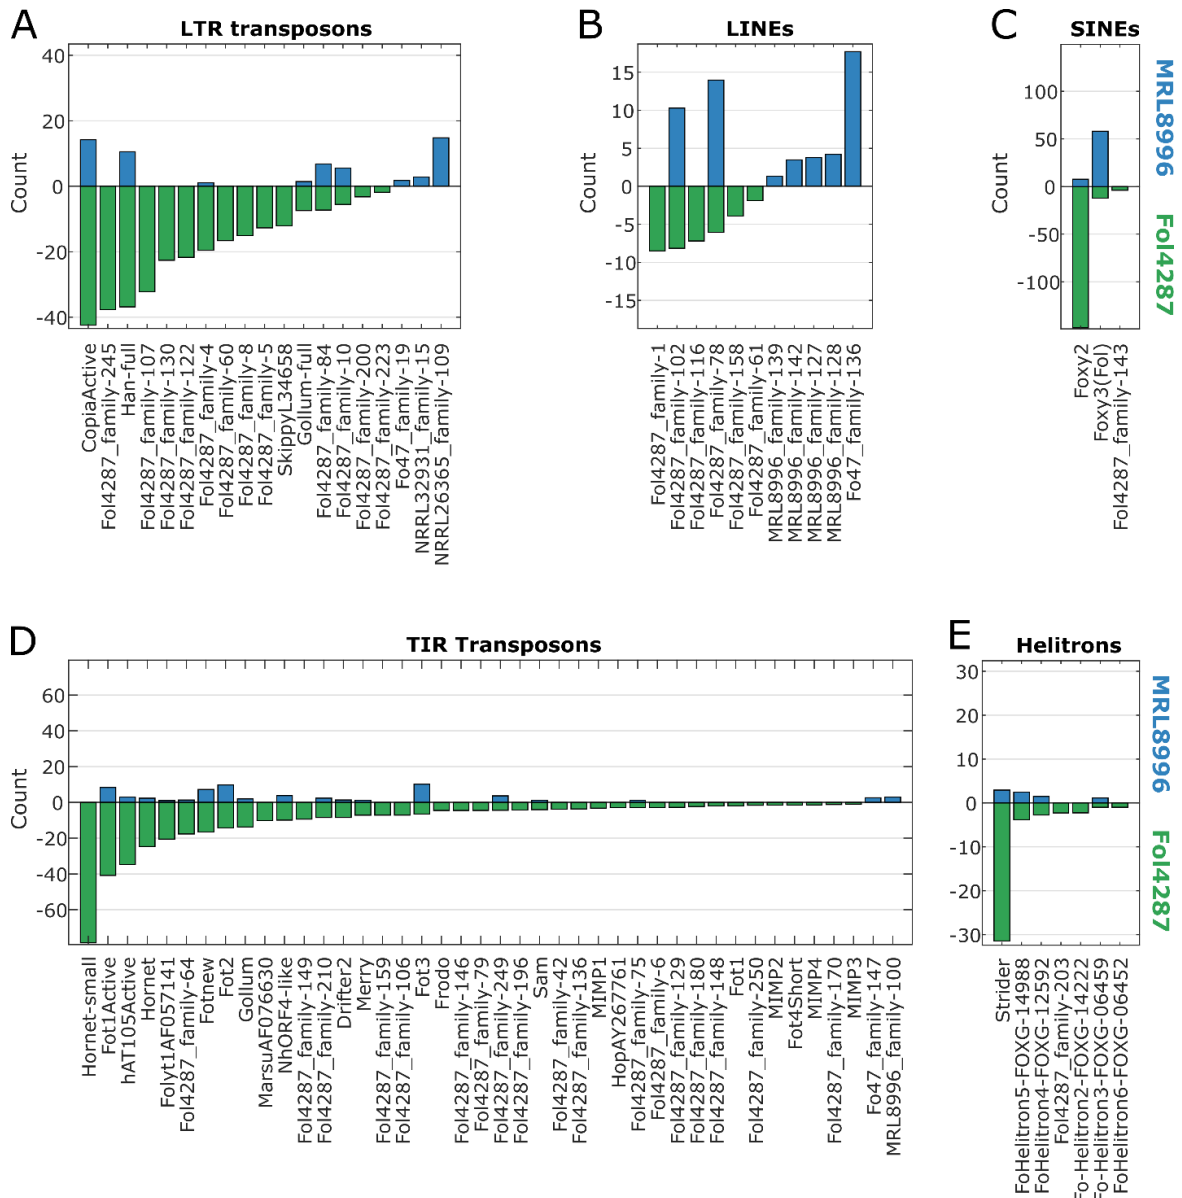 A
LTR transposons
40
20
0
-20
-40
Count
CopiaActive
Fol4287_family-245
Han-full
Fol4287_family-107
Fol4287_family-130
Fol4287_family-122
Fol4287_family-4
Fol4287_family-60
Fol4287_family-8
Fol4287_family-5
SkippyL34658
Gollum-full
Fol4287_family-84
Fol4287_family-10
Fol4287_family-200
Fol4287_family-223
Fo47_family-19
NRRL32931_family-15
NRRL26365_family-109
B
LINEs
15
10
5
0
-5
-10
-15
Count
Fol4287_family-1
Fol4287_family-102
Fol4287_family-116
Fol4287_family-78
Fol4287_family-158
Fol4287_family-61
MRL8996_family-139
MRL8996_family-142
MRL8996_family-127
MRL8996_family-128
Fo47_family-136
C
SINEs
100
50
0
-50
-100
Count
Foxy2
Foxy3(Fol)
Fol4287_family-143
MRL8996
Fol4287
D
TIR Transposons
60
40
20
0
-20
-40
-60
Count
Hornet-small
Fot1Active
hAT105Active
Hornet
Folyt1AF057141
Fol4287_family-64
Fotnew
Fot2
Gollum
MarsuAF076630
NhORF4-like
Fol4287_family-149
Fol4287_family-210
Drifter2
Merry
Fol4287_family-159
Fol4287_family-106
Fot3
Frodo
Fol4287_family-146
Fol4287_family-79
Fol4287_family-249
Fol4287_family-196
Sam
Fol4287_family-42
Fol4287_family-136
MIMP1
HopAY267761
Fol4287_family-75
Fol4287_family-6
Fol4287_family-129
Fol4287_family-180
Fol4287_family-148
Fot1
Fol4287_family-250
MIMP2
Fot4Short
MIMP4
Fol4287_family-170
MIMP3
Fo47_family-147
MRL8996_family-100
E
Helitrons
30
20
10
0
-10
-20
-30
Strider
FoHelitron5-FOXG-14988
FoHelitron4-FOXG-12592
Fol4287_family-203
Fo-Helitron2-FOXG-14222
Fo-Helitron3-FOXG-06459
FoHelitron6-FOXG-06452
MRL8996
Fol4287